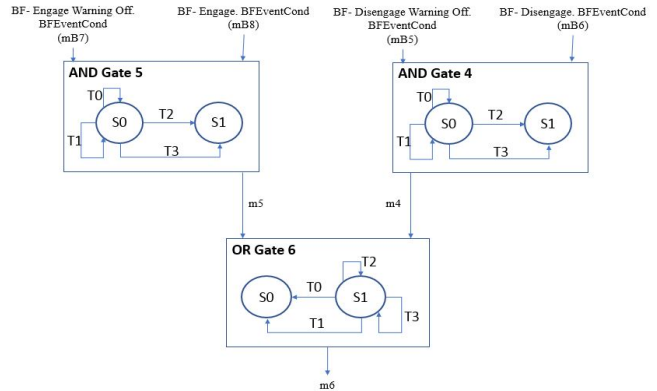 BF- Engage Warning Off.
BFEventCond
(mB7)
BF- Engage. BFEventCond
(mB8)
BF- Disengage Warning Off.
BFEventCond
(mB5)
BF- Disengage. BFEventCond
(mB6)
AND Gate 5
T0
S0
T2
S1
T1
T3
AND Gate 4
T0
S0
T2
S1
T1
T3
m5
m4
OR Gate 6
T2
S0
T0
S1
T1
T3
m6